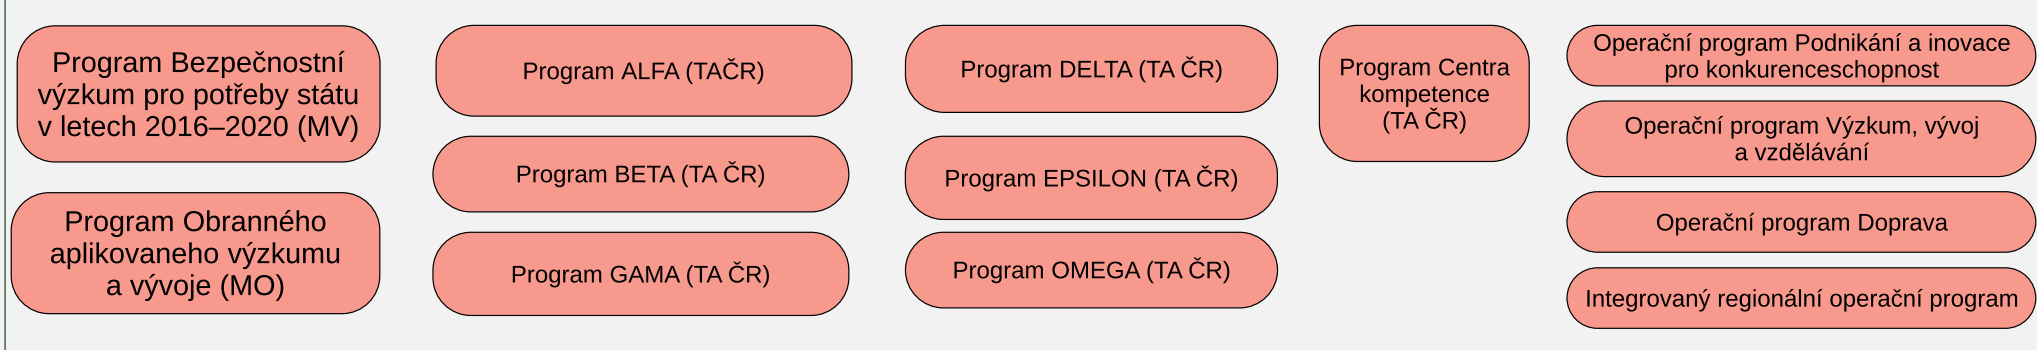 Program Bezpečnostní
výzkum pro potřeby státu
v letech 2016–2020 (MV)
Program Obranného
aplikovaneho výzkumu
a vývoje (MO)
Program ALFA (TAČR)
Program BETA (TA ČR)
Program GAMA (TA ČR)
Program DELTA (TA ČR)
Program EPSILON (TA ČR)
Program OMEGA (TA ČR)
Program Centra
kompetence
(TA ČR)
Operační program Podnikání a inovace
pro konkurenceschopnost
Operační program Výzkum, vývoj
a vzdělávání
Operační program Doprava
Integrovaný regionální operační program